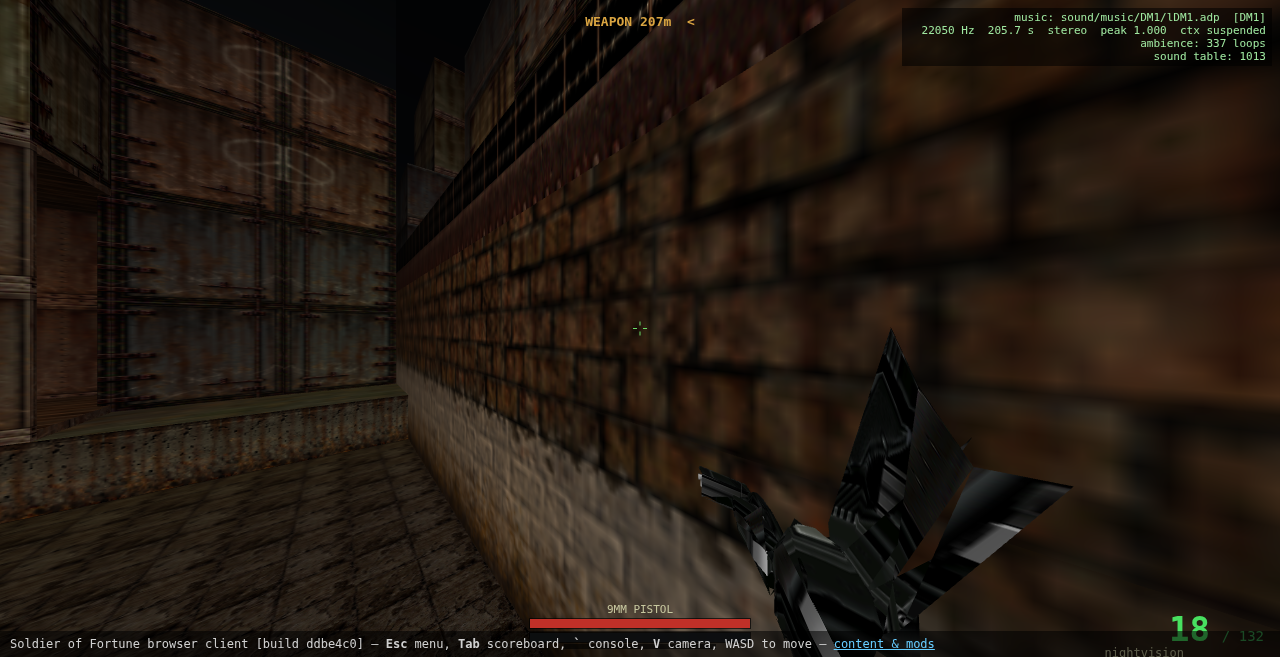 WEAPON 207m <
music: sound/music/DM1/lDM1.adp [DM1]
22050 Hz 205.7 s stereo peak 1.000 ctx suspended
ambience: 337 loops
sound table: 1013
9MM PISTOL
18 / 132
Soldier of Fortune browser client [build ddbe4c0] — Esc menu, Tab scoreboard, ` console, V camera, WASD to move — content & mods
nightvision